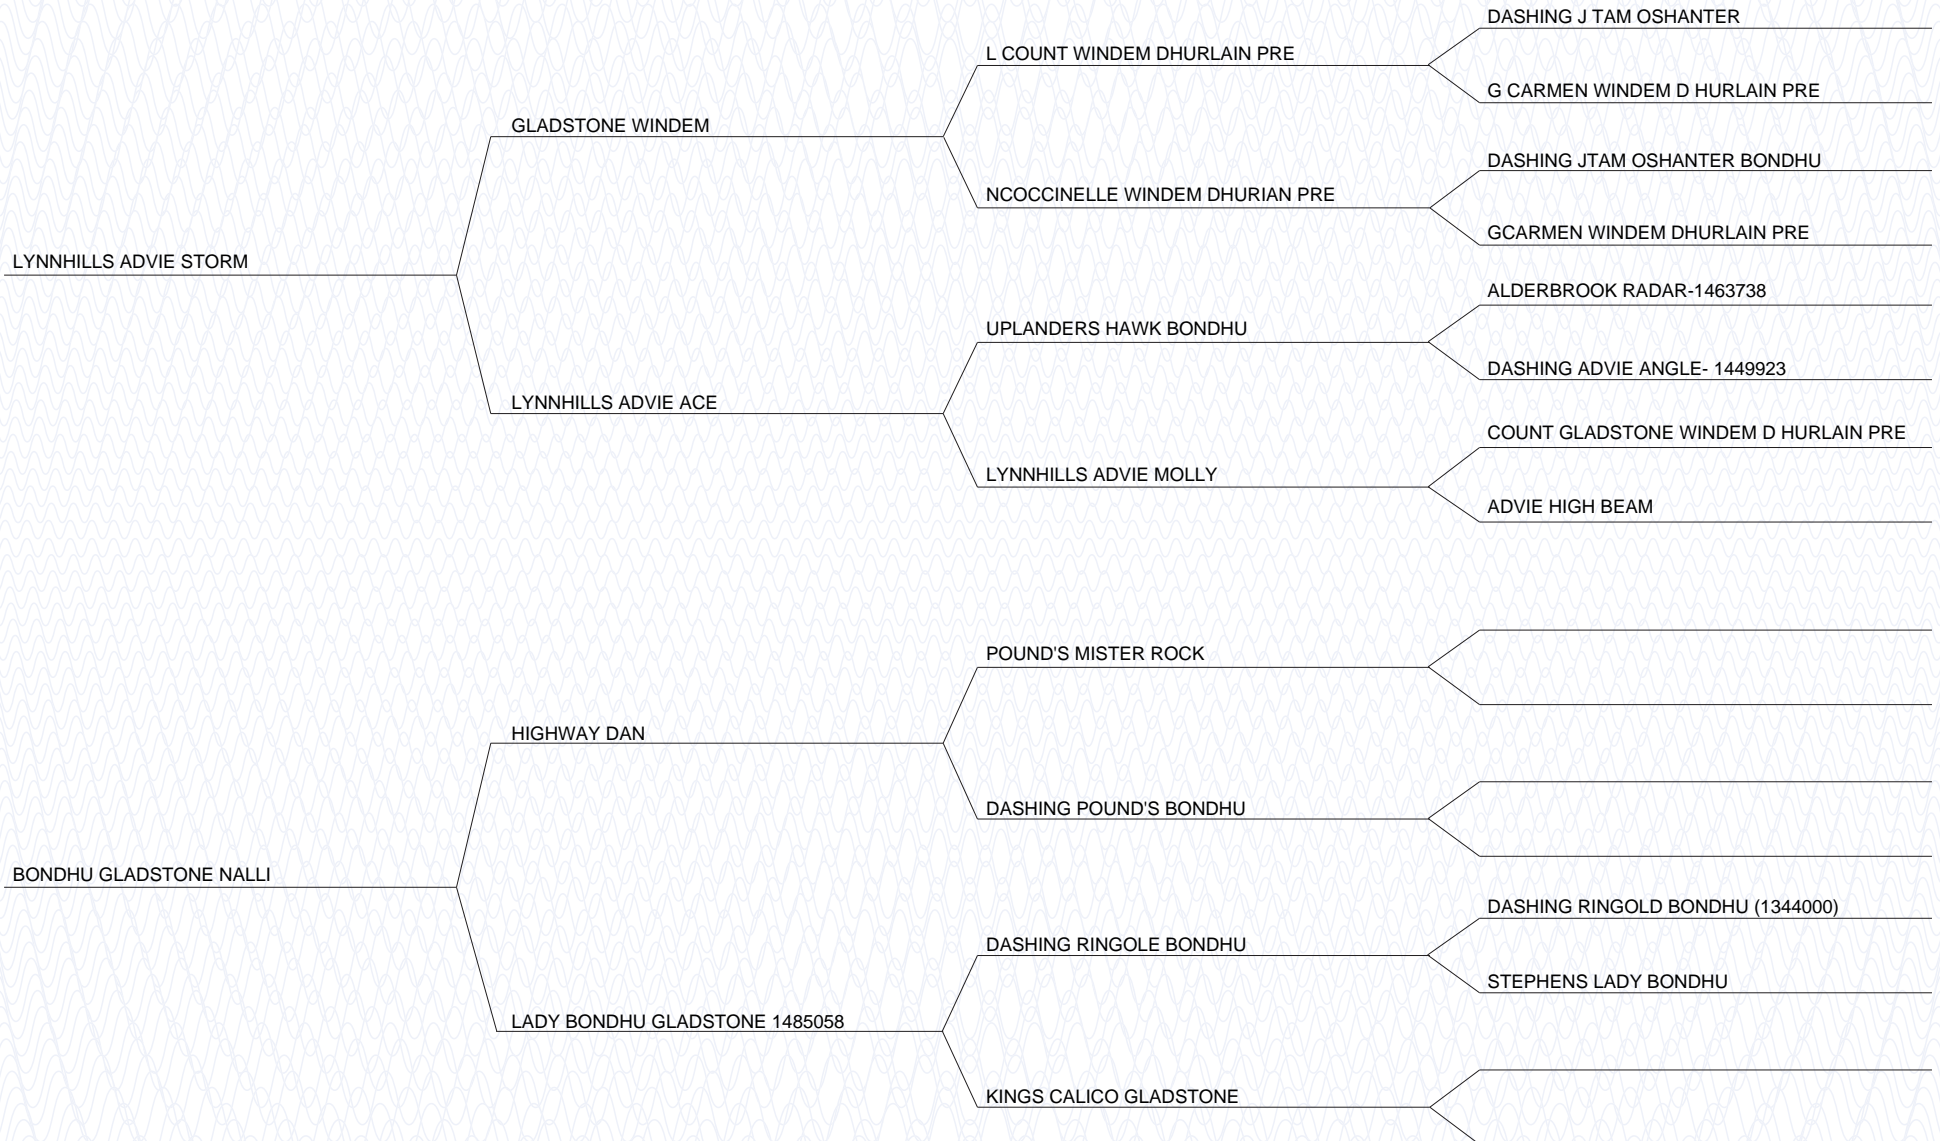 DASHING J TAM OSHANTER
L COUNT WINDEM DHURLAIN PRE
G CARMEN WINDEM D HURLAIN PRE
GLADSTONE WINDEM
DASHING JTAM OSHANTER BONDHU
NCOCCINELLE WINDEM DHURIAN PRE
GCARMEN WINDEM DHURLAIN PRE
LYNNHILLS ADVIE STORM
ALDERBROOK RADAR-1463738
UPLANDERS HAWK BONDHU
DASHING ADVIE ANGLE- 1449923
LYNNHILLS ADVIE ACE
COUNT GLADSTONE WINDEM D HURLAIN PRE
LYNNHILLS ADVIE MOLLY
ADVIE HIGH BEAM
POUND'S MISTER ROCK
HIGHWAY DAN
DASHING POUND'S BONDHU
BONDHU GLADSTONE NALLI
DASHING RINGOLD BONDHU (1344000)
DASHING RINGOLE BONDHU
STEPHENS LADY BONDHU
LADY BONDHU GLADSTONE 1485058
KINGS CALICO GLADSTONE